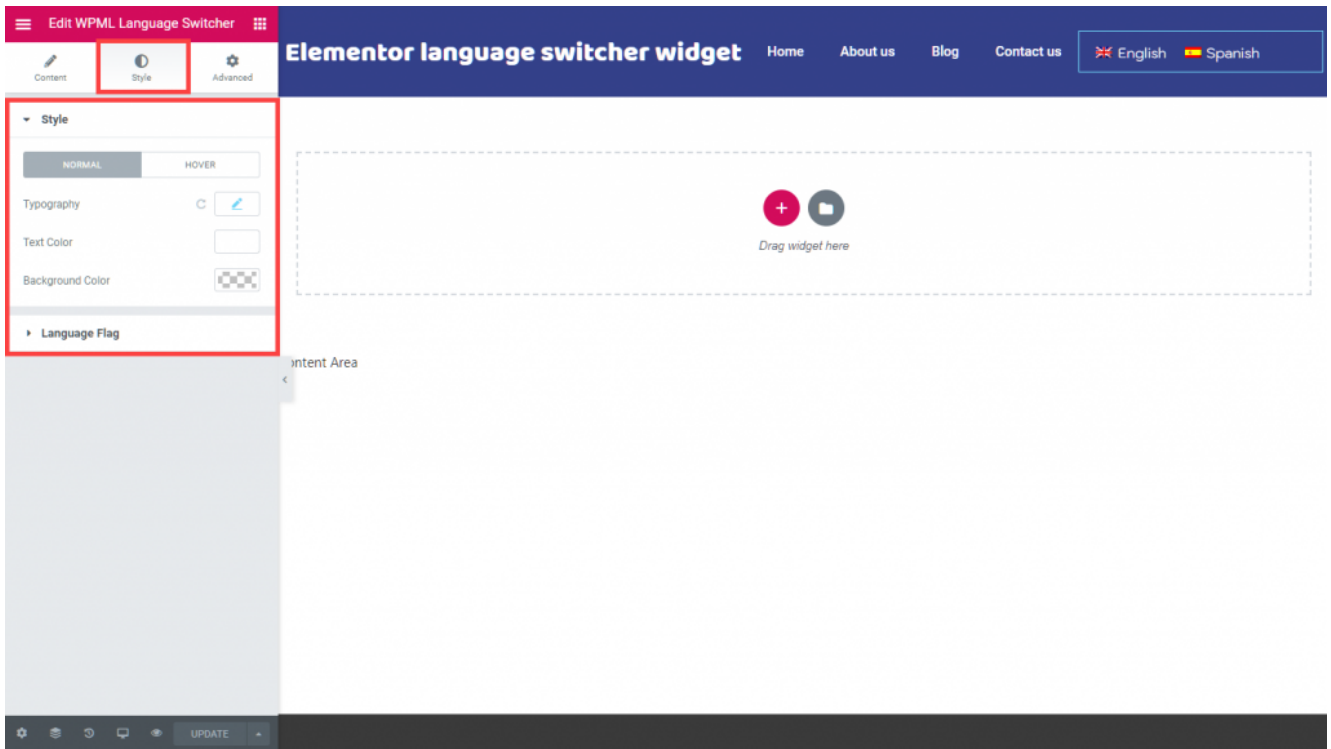 Edit WPML Language Switcher
Content Style Advanced
Elementor language switcher widget Home About us Blog Contact us English Spanish
Style
NORMAL HOVER
Typography
Text Color
Background Color
Language Flag
Drag widget here
ontent Area
UPDATE